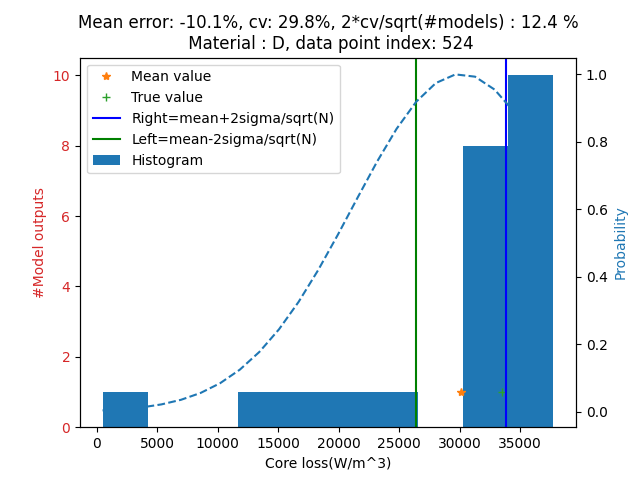 Mean error: -10.1%, cv: 29.8%, 2*cv/sqrt(#models) : 12.4 %
Material : D, data point index: 524
Mean value
True value
Right=mean+2sigma/sqrt(N)
Left=mean-2sigma/sqrt(N)
Histogram
#Model outputs
10
8
6
4
2
0
Probability
1.0
0.8
0.6
0.4
0.2
0.0
0 5000 10000 15000 20000 25000 30000 35000
Core loss(W/m^3)